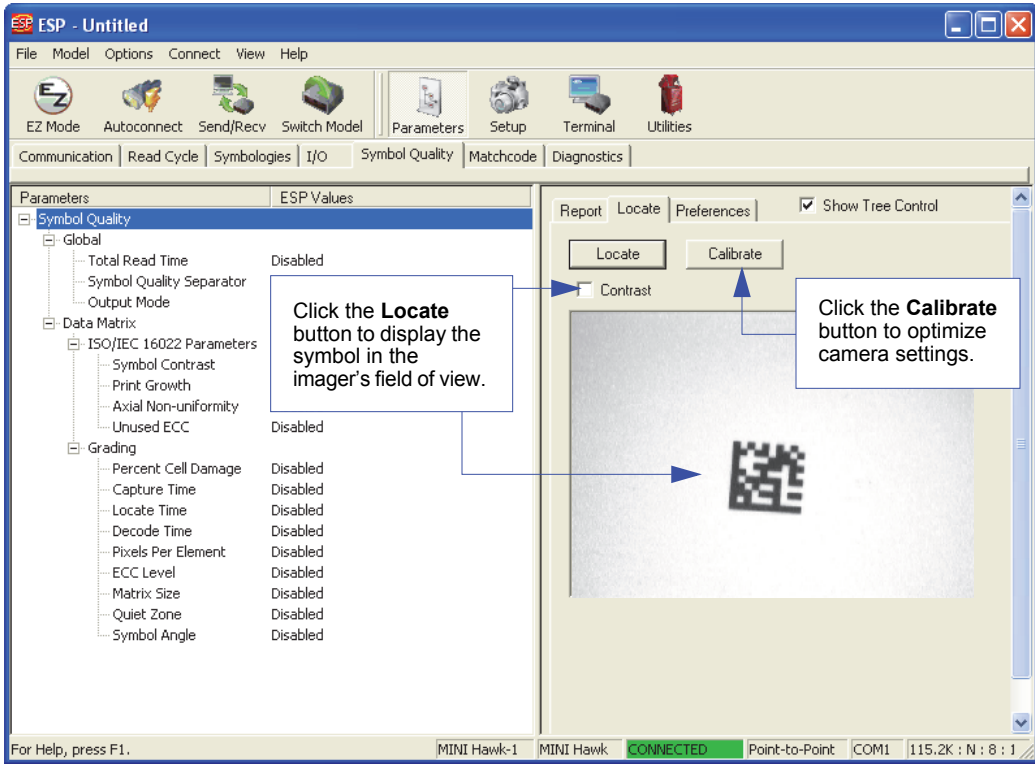 ESP - Untitled
File Model Options Connect View Help
EZ Mode Autoconnect Send/Recv Switch Model Parameters Setup Terminal Utilities
Communication Read Cycle Symbologies I/O Symbol Quality Matchcode Diagnostics
Parameters ESP Values
Symbol Quality
Global
Total Read Time Disabled
Symbol Quality Separator
Output Mode
Data Matrix
ISO/IEC 16022 Parameters
Symbol Contrast
Print Growth
Axial Non-uniformity
Unused ECC Disabled
Grading
Percent Cell Damage Disabled
Capture Time Disabled
Locate Time Disabled
Decode Time Disabled
Pixels Per Element Disabled
ECC Level Disabled
Matrix Size Disabled
Quiet Zone Disabled
Symbol Angle Disabled
Click the Locate
button to display the
symbol in the
imager's field of view.
Report Locate Preferences Show Tree Control
Locate Calibrate
Contrast
Click the Calibrate
button to optimize
camera settings.
For Help, press F1. MINI Hawk-1 MINI Hawk CONNECTED Point-to-Point COM1 115.2K : N : 8 : 1